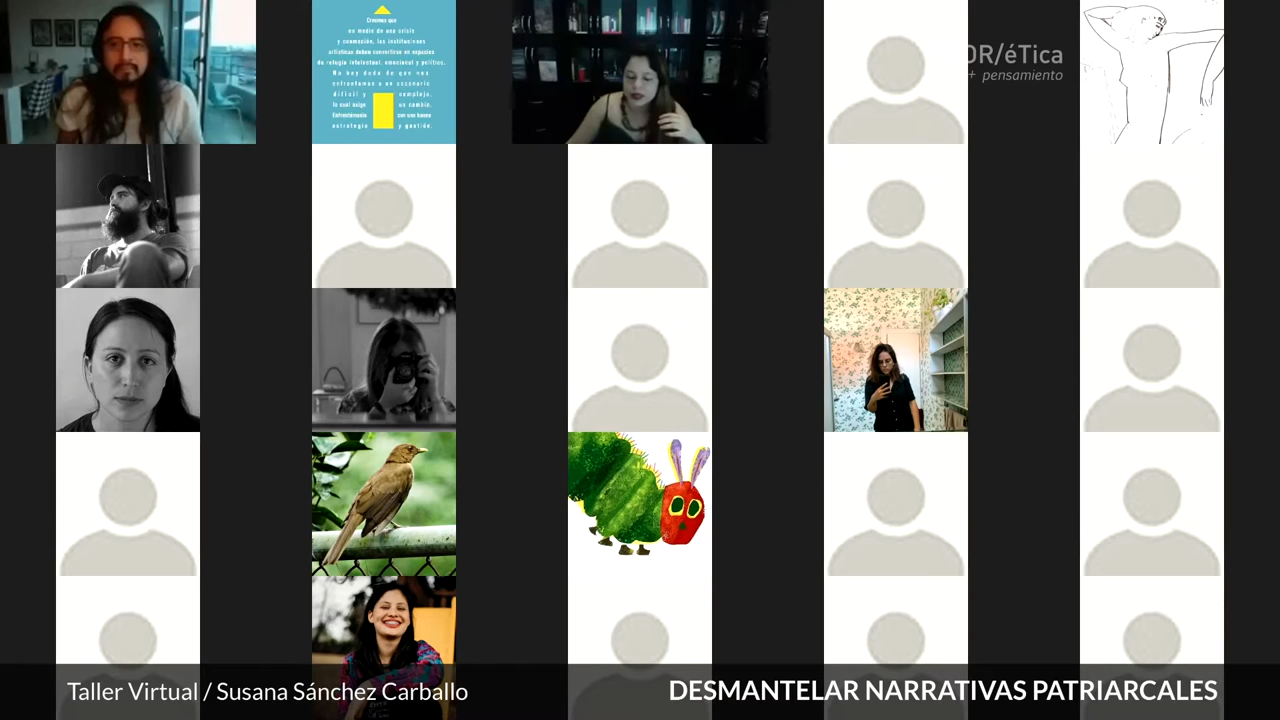 Creemos que
en medio de una crisis
y conmoción, las instituciones
artísticas deben convertirse en espacios
de refugio intelectual, emocional y político.
No hay duda de que nos
enfrentamos a un escenario
difícil y complejo,
lo cual exige un cambio.
Enfrentémoslo con una buena
estrategia y gestión.
OR/éTica
+ pensamiento
Taller Virtual / Susana Sánchez Carballo
DESMANTELAR NARRATIVAS PATRIARCALES